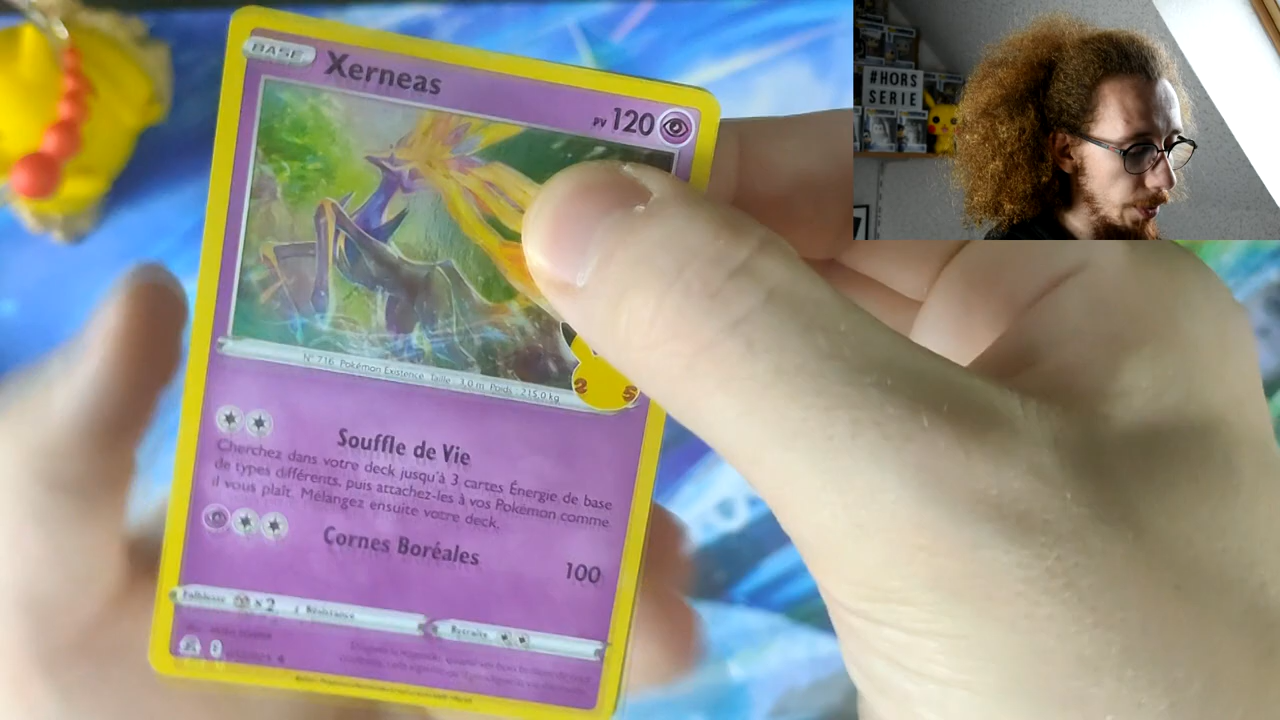 BASE
Xerneas
PV 120
N° 716 Pokémon Existence Taille : 3,0 m Poids : 215,0 kg
2 5
Souffle de Vie
Cherchez dans votre deck jusqu'à 3 cartes Énergie de base
de types différents, puis attachez-les à vos Pokémon comme
il vous plaît. Mélangez ensuite votre deck.
Cornes Boréales
100
Faiblesse x2 Résistance
Retraite
#HORS
SERIE